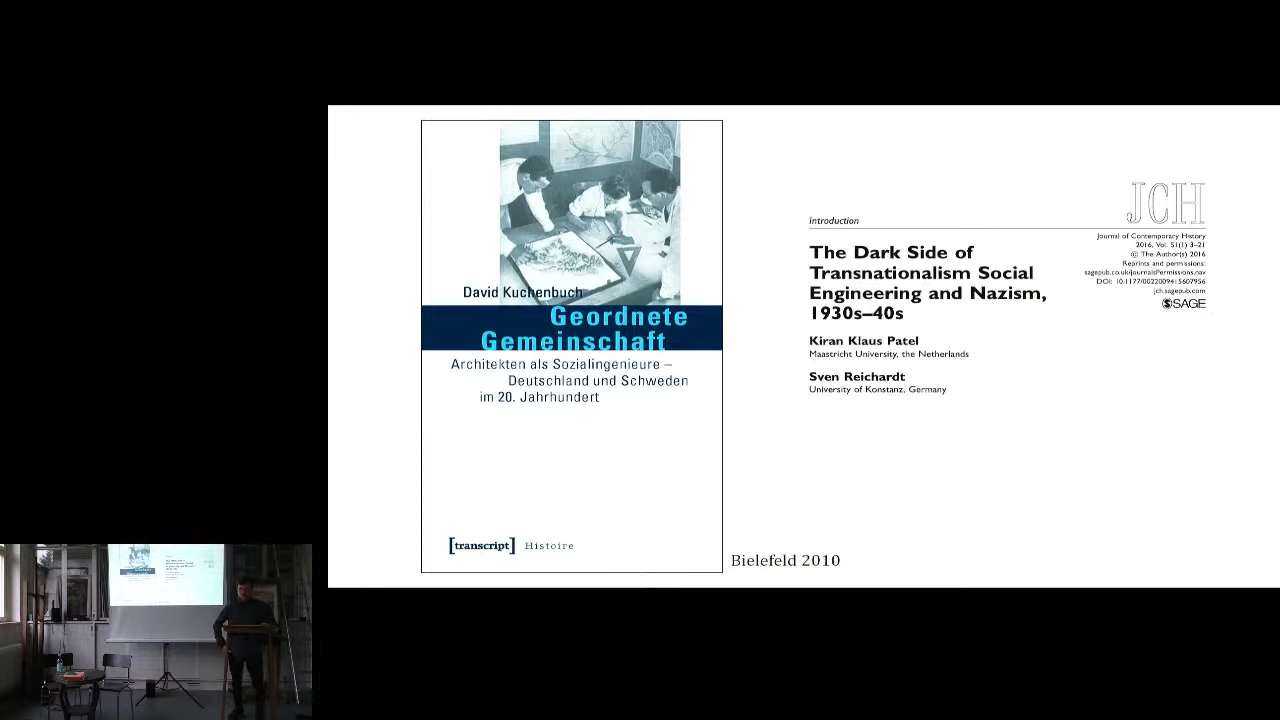 David Kuchenbuch
Geordnete
Gemeinschaft
Architekten als Sozialingenieure –
Deutschland und Schweden
im 20. Jahrhundert
[transcript] Histoire
Bielefeld 2010
Introduction
JCH
Journal of Contemporary History
2016, Vol. 51(1) 3–21
© The Author(s) 2016
Reprints and permissions:
sagepub.co.uk/journalsPermissions.nav
DOI: 10.1177/0022009415607956
jch.sagepub.com
SAGE
The Dark Side of
Transnationalism Social
Engineering and Nazism,
1930s–40s
Kiran Klaus Patel
Maastricht University, the Netherlands
Sven Reichardt
University of Konstanz, Germany